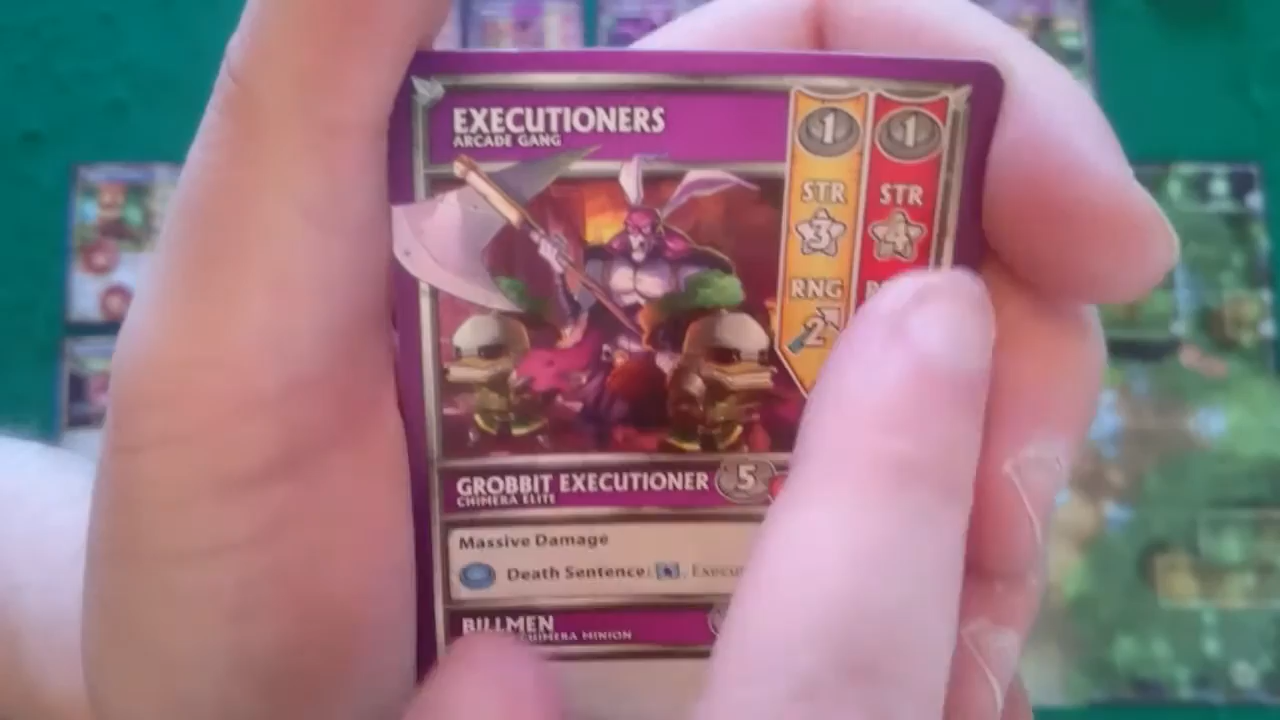 EXECUTIONERS
ARCADE GANG
1 1
STR STR
3 4
RNG
2
GROBBIT EXECUTIONER 5
CHIMERA ELITE
Massive Damage
Death Sentence:
BILLMEN
CHIMERA MINION